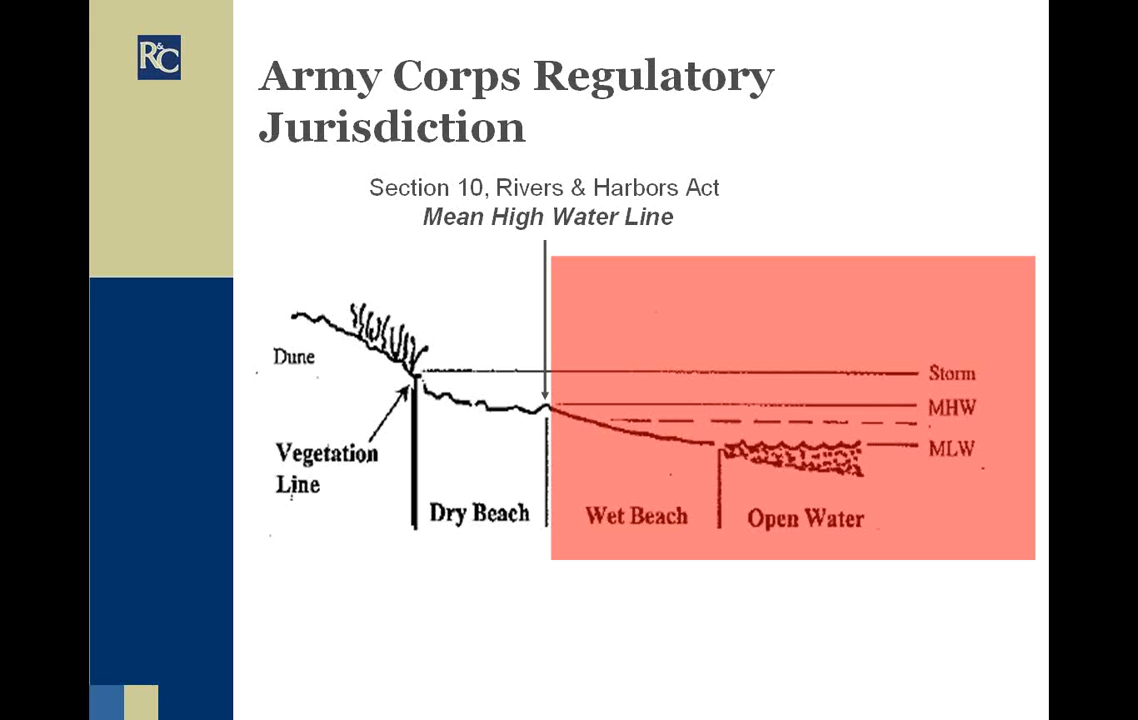 R&C
Army Corps Regulatory
Jurisdiction
Section 10, Rivers & Harbors Act
Mean High Water Line
Dune
Storm
MHW
MLW
Vegetation
Line
Dry Beach
Wet Beach
Open Water